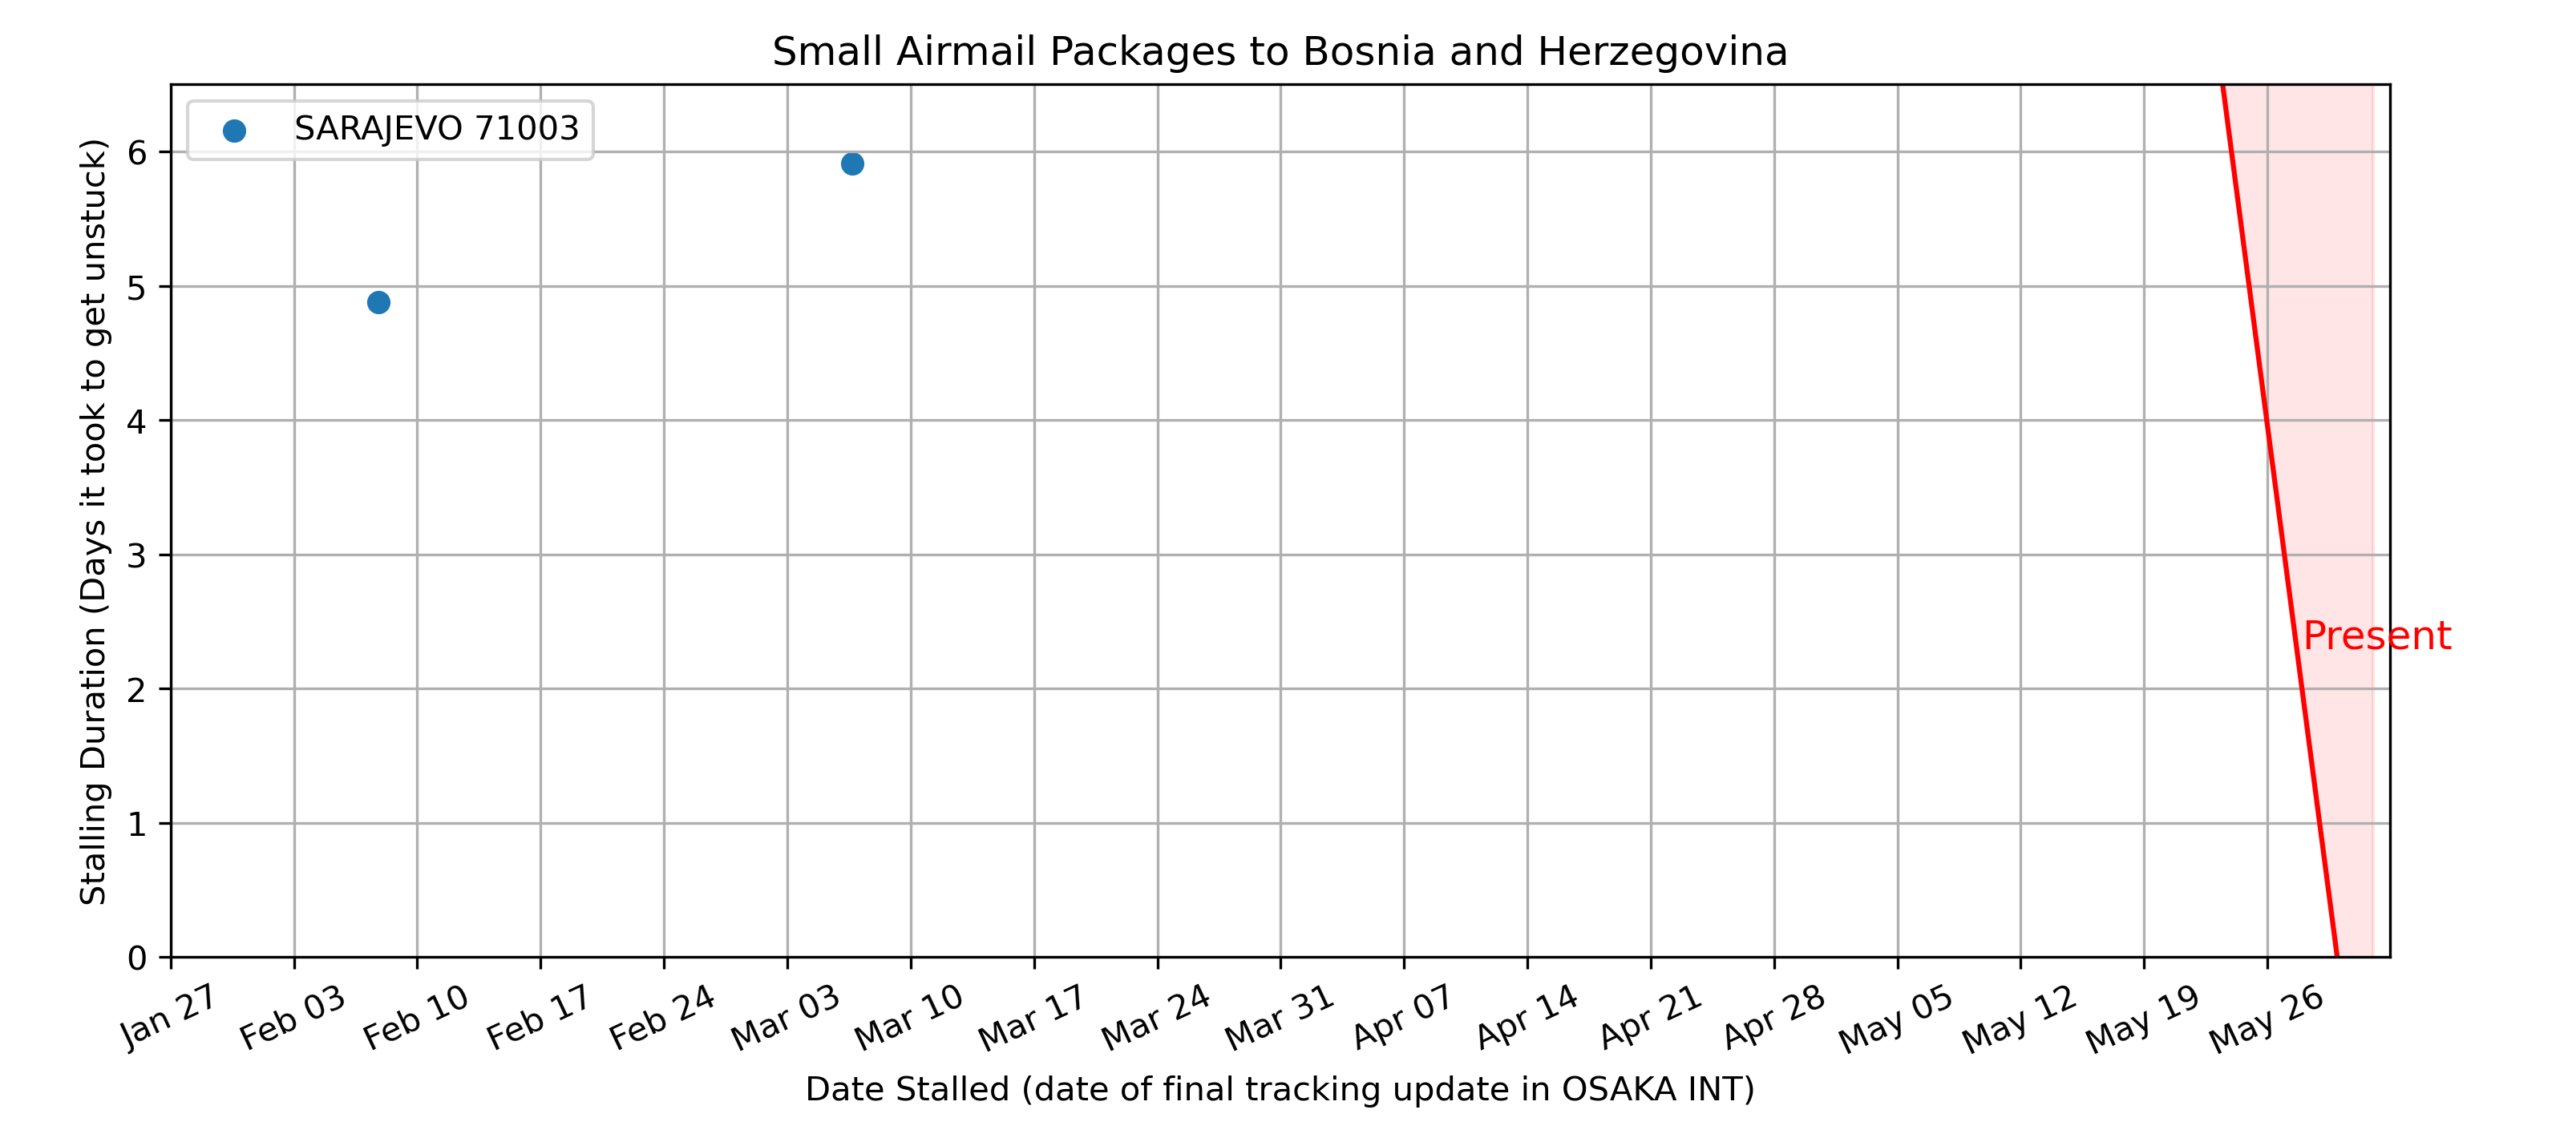 Small Airmail Packages to Bosnia and Herzegovina
SARAJEVO 71003
Stalling Duration (Days it took to get unstuck)
6
5
4
3
2
1
0
Present
Jan 27
Feb 03
Feb 10
Feb 17
Feb 24
Mar 03
Mar 10
Mar 17
Mar 24
Mar 31
Apr 07
Apr 14
Apr 21
Apr 28
May 05
May 12
May 19
May 26
Date Stalled (date of final tracking update in OSAKA INT)